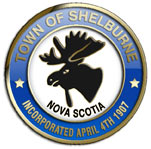 TOWN OF SHELBURNE
NOVA SCOTIA
INCORPORATED APRIL 4TH 1907